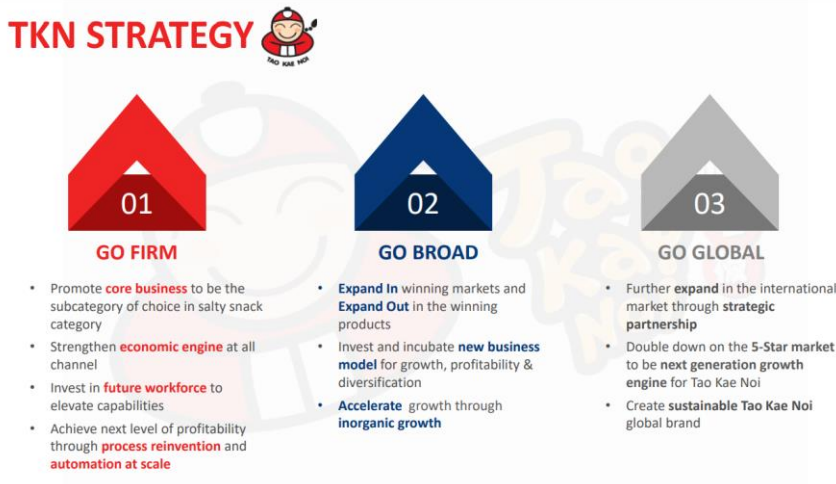 TKN STRATEGY
TAO KAE NOI
01
GO FIRM
• Promote core business to be the
subcategory of choice in salty snack
category
• Strengthen economic engine at all
channel
• Invest in future workforce to
elevate capabilities
• Achieve next level of profitability
through process reinvention and
automation at scale
02
GO BROAD
• Expand In winning markets and
Expand Out in the winning
products
• Invest and incubate new business
model for growth, profitability &
diversification
• Accelerate growth through
inorganic growth
03
GO GLOBAL
• Further expand in the international
market through strategic
partnership
• Double down on the 5-Star market
to be next generation growth
engine for Tao Kae Noi
• Create sustainable Tao Kae Noi
global brand
Tao
Kae
Noi